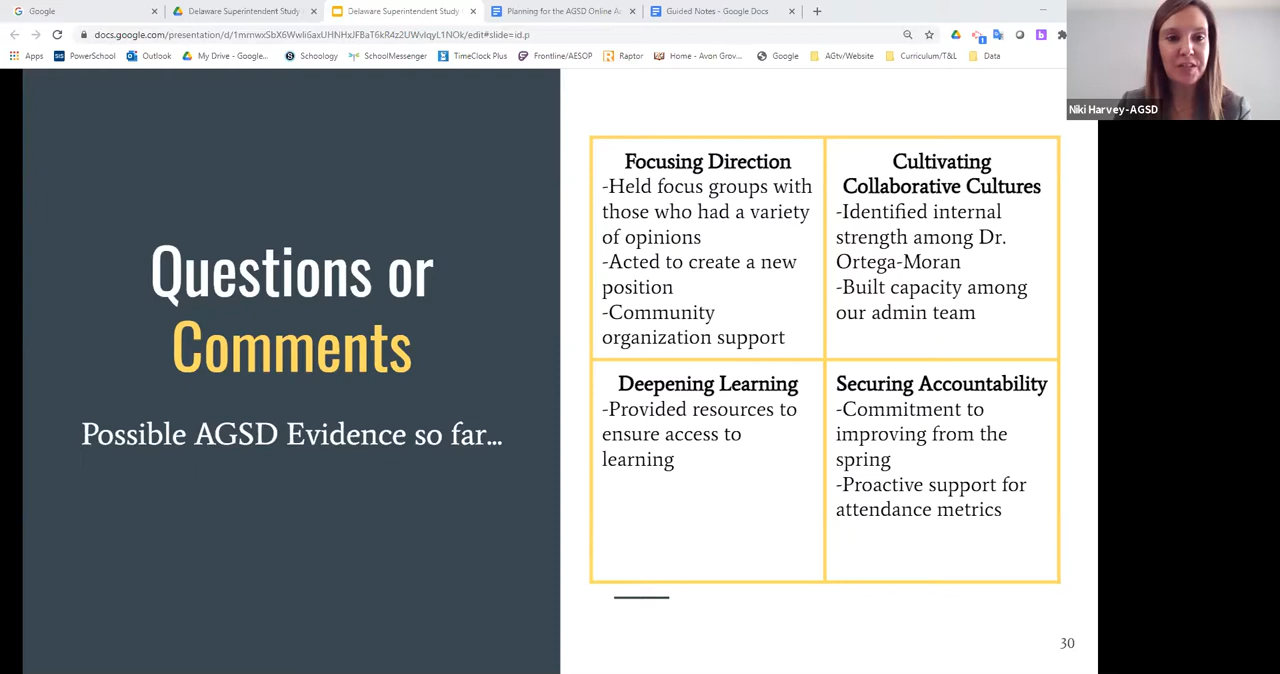 Google
Delaware Superintendent Study
Delaware Superintendent Study
Planning for the AGSD Online A
Guided Notes - Google Docs
docs.google.com/presentation/d/
/edit#slide=id.p
Apps
PowerSchool
Outlook
My Drive - Google...
Schoology
SchoolMessenger
TimeClock Plus
Frontline/AESOP
Raptor
Home - Avon Grov...
Google
AGtv/Website
Curriculum/T&L
Data
Niki Harvey-AGSD
Questions or
Comments
Possible AGSD Evidence so far...
Focusing Direction
-Held focus groups with
those who had a variety
of opinions
-Acted to create a new
position
-Community
organization support
Cultivating
Collaborative Cultures
-Identified internal
strength among Dr.
Ortega-Moran
-Built capacity among
our admin team
Deepening Learning
-Provided resources to
ensure access to
learning
Securing Accountability
-Commitment to
improving from the
spring
-Proactive support for
attendance metrics
30